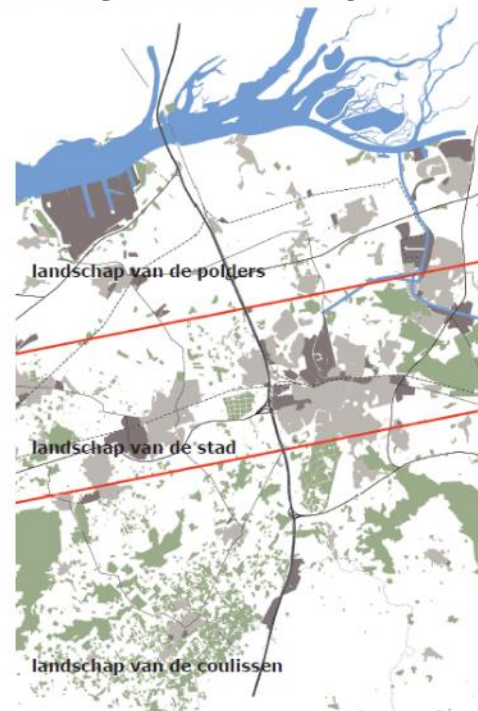 landschap van de polders
landschap van de stad
landschap van de coulissen